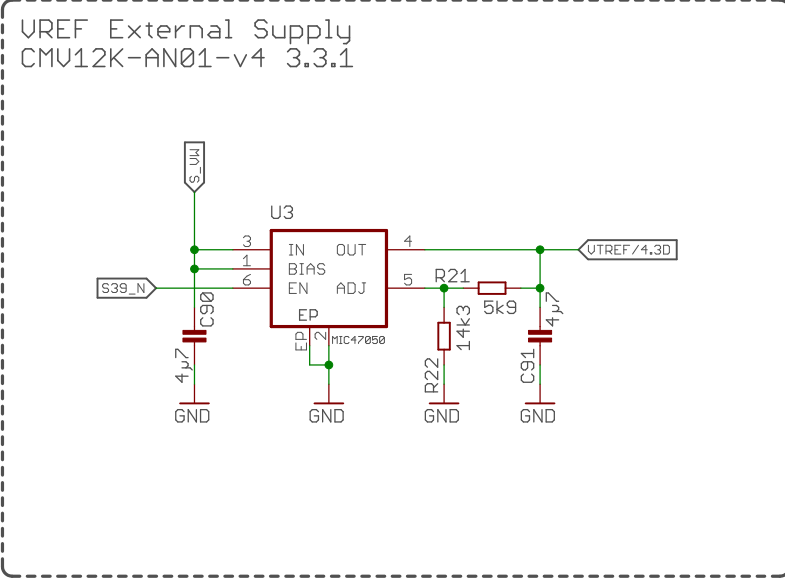 VREF External Supply
CMV12K-AN01-v4 3.3.1
S_VW
U3
3
IN
OUT
4
VTREF/4.3D
1
BIAS
S39_N
6
EN
ADJ
5
R21
5k9
C90
4µ7
EP
EP
2
MIC47050
14k3
R22
4µ7
C91
GND
GND
GND
GND